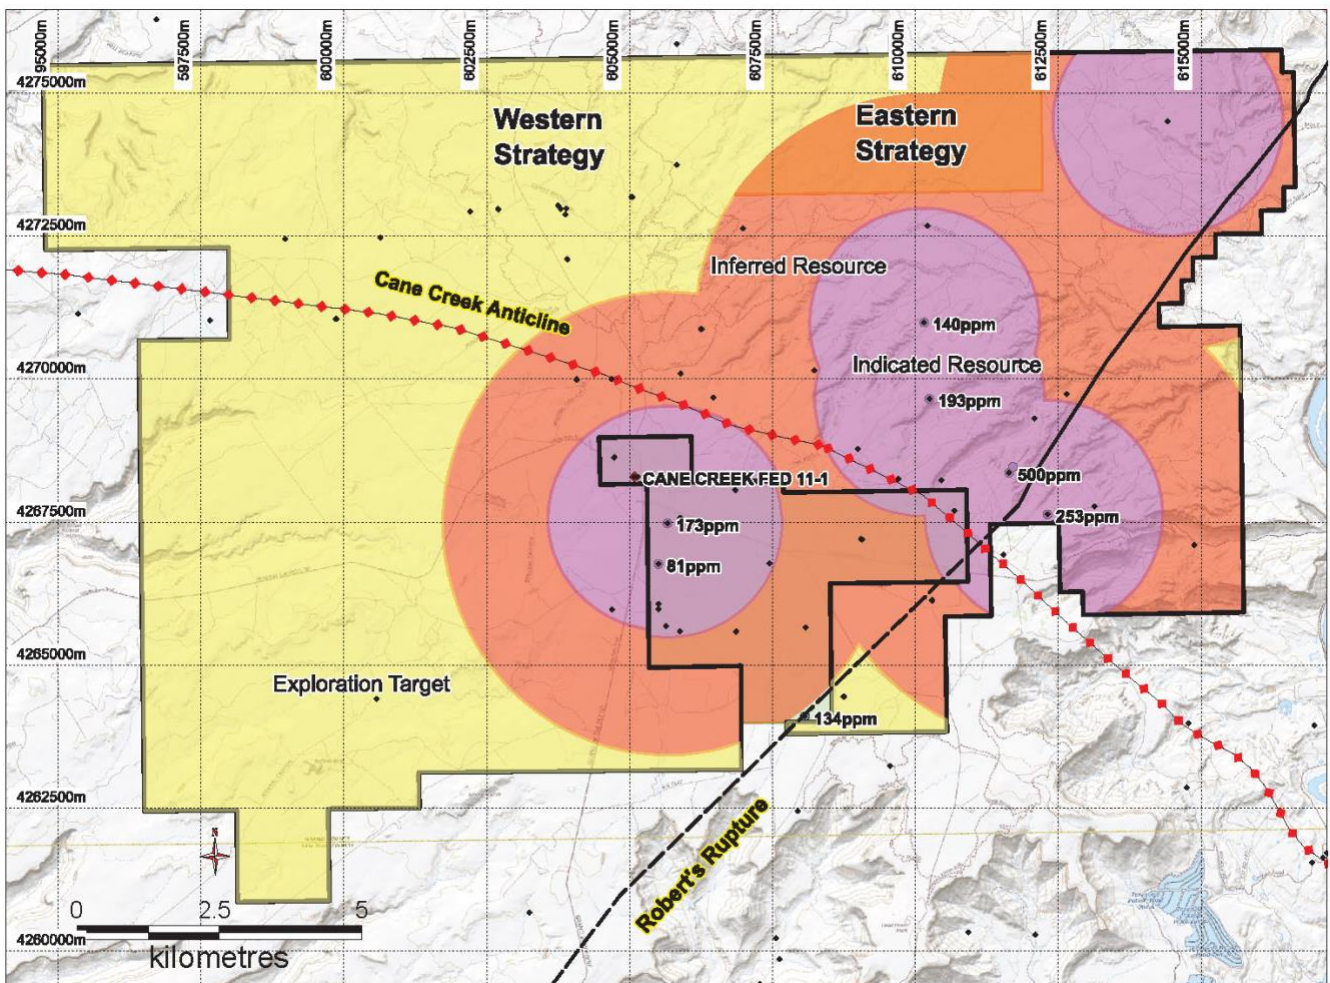 95000m
597500m
600000m
602500m
605000m
607500m
610000m
612500m
615000m
4275000m
Western
Strategy
Eastern
Strategy
4272500m
Inferred Resource
Cane Creek Anticline
140ppm
Indicated Resource
4270000m
193ppm
CANE CREEK FED 11-1
500ppm
4267500m
173ppm
253ppm
81ppm
4265000m
Exploration Target
134ppm
4262500m
Robert's Rupture
N
0 2.5 5
4260000m
kilometres